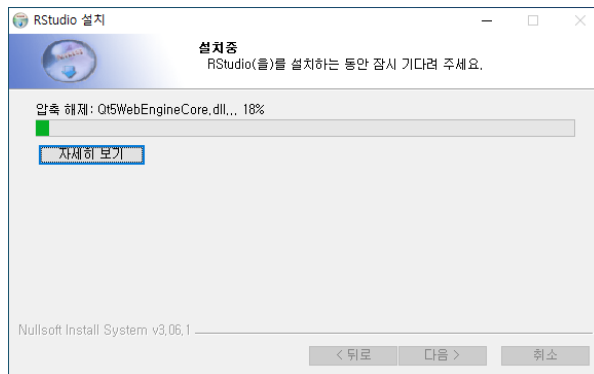 RStudio 설치
설치중
RStudio(을)를 설치하는 동안 잠시 기다려 주세요.
압축 해제: Qt5WebEngineCore.dll... 18%
자세히 보기
Nullsoft Install System v3.06.1
< 뒤로 다음 > 취소